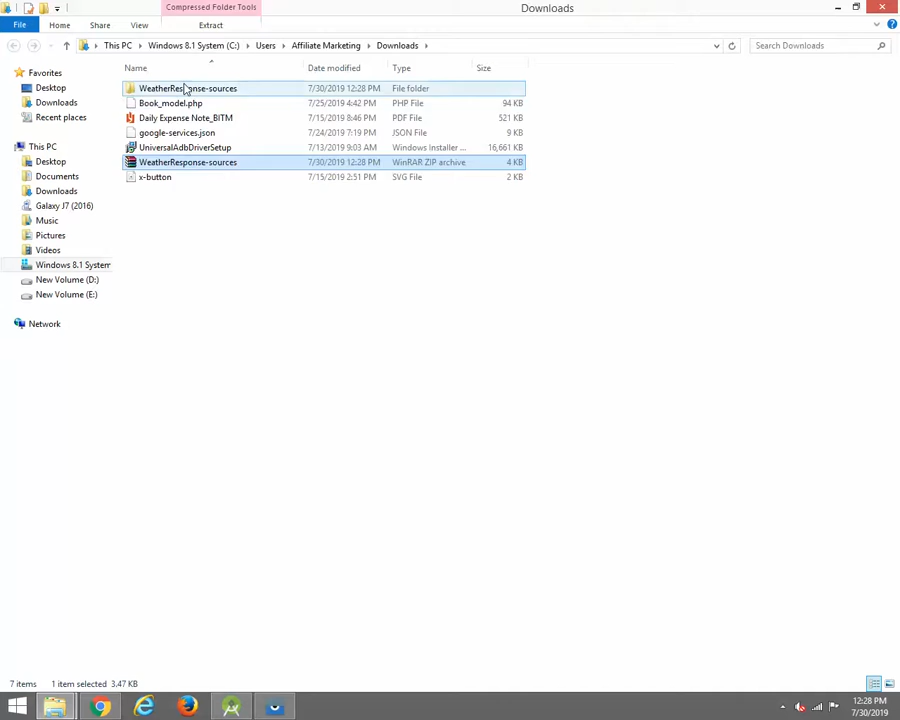 Compressed Folder Tools
Downloads
File Home Share View Extract
This PC Windows 8.1 System (C:) Users Affiliate Marketing Downloads
Search Downloads
Name Date modified Type Size
Favorites
Desktop
Downloads
Recent places
This PC
Desktop
Documents
Downloads
Galaxy J7 (2016)
Music
Pictures
Videos
Windows 8.1 System
New Volume (D:)
New Volume (E:)
Network
WeatherResponse-sources 7/30/2019 12:28 PM File folder
Book_model.php 7/25/2019 4:42 PM PHP File 94 KB
Daily Expense Note_BITM 7/15/2019 8:46 PM PDF File 521 KB
google-services.json 7/24/2019 7:19 PM JSON File 9 KB
UniversalAdbDriverSetup 7/13/2019 9:03 AM Windows Installer ... 16,661 KB
WeatherResponse-sources 7/30/2019 12:28 PM WinRAR ZIP archive 4 KB
x-button 7/15/2019 2:51 PM SVG File 2 KB
7 items 1 item selected 3.47 KB
12:28 PM
7/30/2019